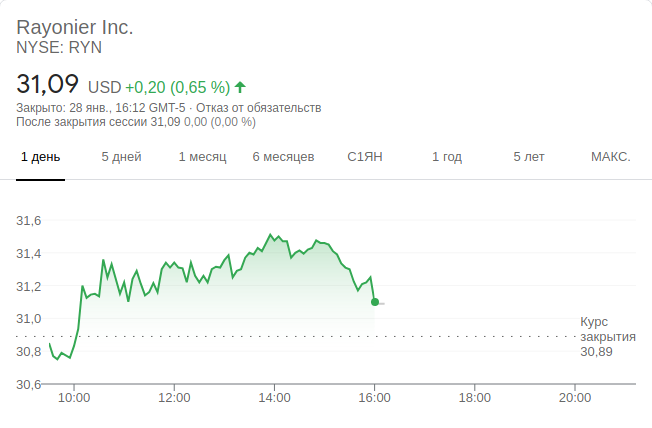 Rayonier Inc.
NYSE: RYN
31,09 USD +0,20 (0,65 %)
Закрыто: 28 янв., 16:12 GMT-5 · Отказ от обязательств
После закрытия сессии 31,09 0,00 (0,00 %)
1 день 5 дней 1 месяц 6 месяцев С1ЯН 1 год 5 лет МАКС.
31,6
31,4
31,2
31,0
30,8
30,6
Курс
закрытия
30,89
10:00 12:00 14:00 16:00 18:00 20:00